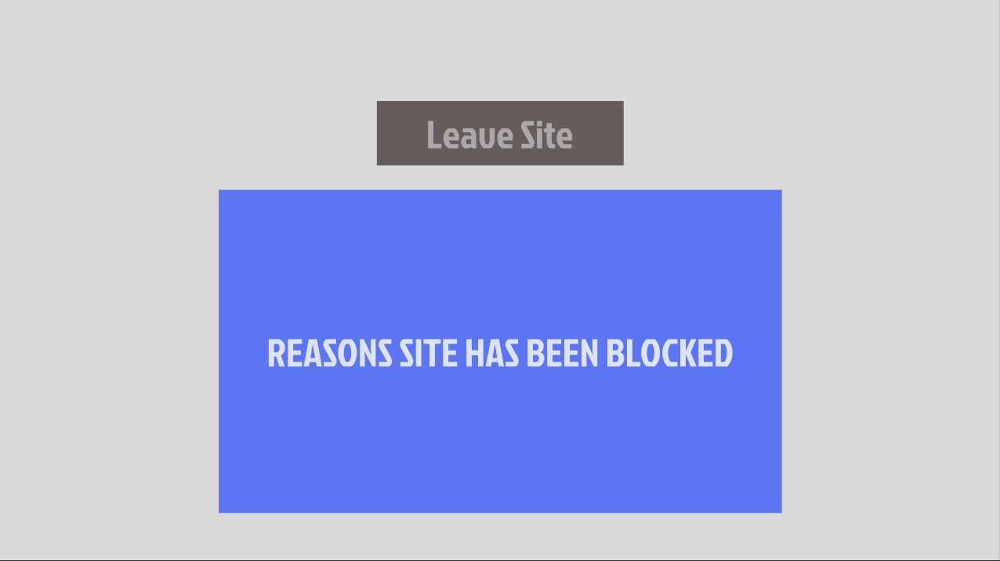 Leave Site
REASONS SITE HAS BEEN BLOCKED